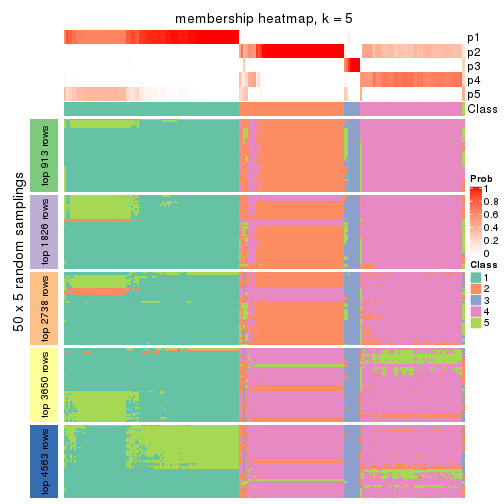 membership heatmap, k = 5
p1
p2
p3
p4
p5
Class
50 x 5 random samplings
top 913 rows
top 1826 rows
top 2738 rows
top 3650 rows
top 4563 rows
Prob
1
0.8
0.6
0.4
0.2
0
Class
1
2
3
4
5